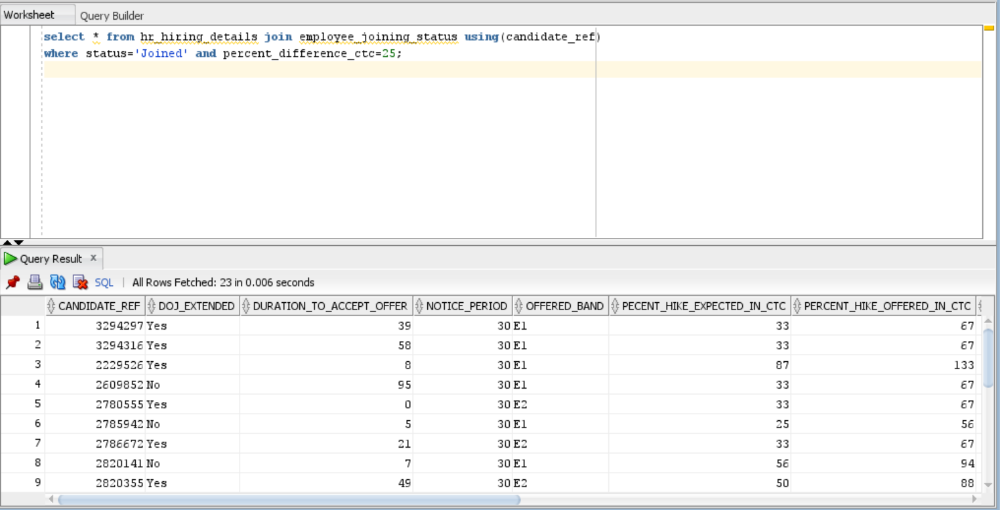 Worksheet Query Builder
select * from hr_hiring_details join employee_joining_status using(candidate_ref)
where status='Joined' and percent_difference_ctc=25;
Query Result x
SQL | All Rows Fetched: 23 in 0.006 seconds
CANDIDATE_REF DOJ_EXTENDED DURATION_TO_ACCEPT_OFFER NOTICE_PERIOD OFFERED_BAND PECENT_HIKE_EXPECTED_IN_CTC PERCENT_HIKE_OFFERED_IN_CTC
1 3294297 Yes 39 30 E1 33 67
2 3294316 Yes 58 30 E1 33 67
3 2229526 Yes 8 30 E1 87 133
4 2609852 No 95 30 E1 33 67
5 2780555 Yes 0 30 E2 33 67
6 2785942 No 5 30 E1 25 56
7 2786672 Yes 21 30 E2 33 67
8 2820141 No 7 30 E1 56 94
9 2820355 Yes 49 30 E2 50 88